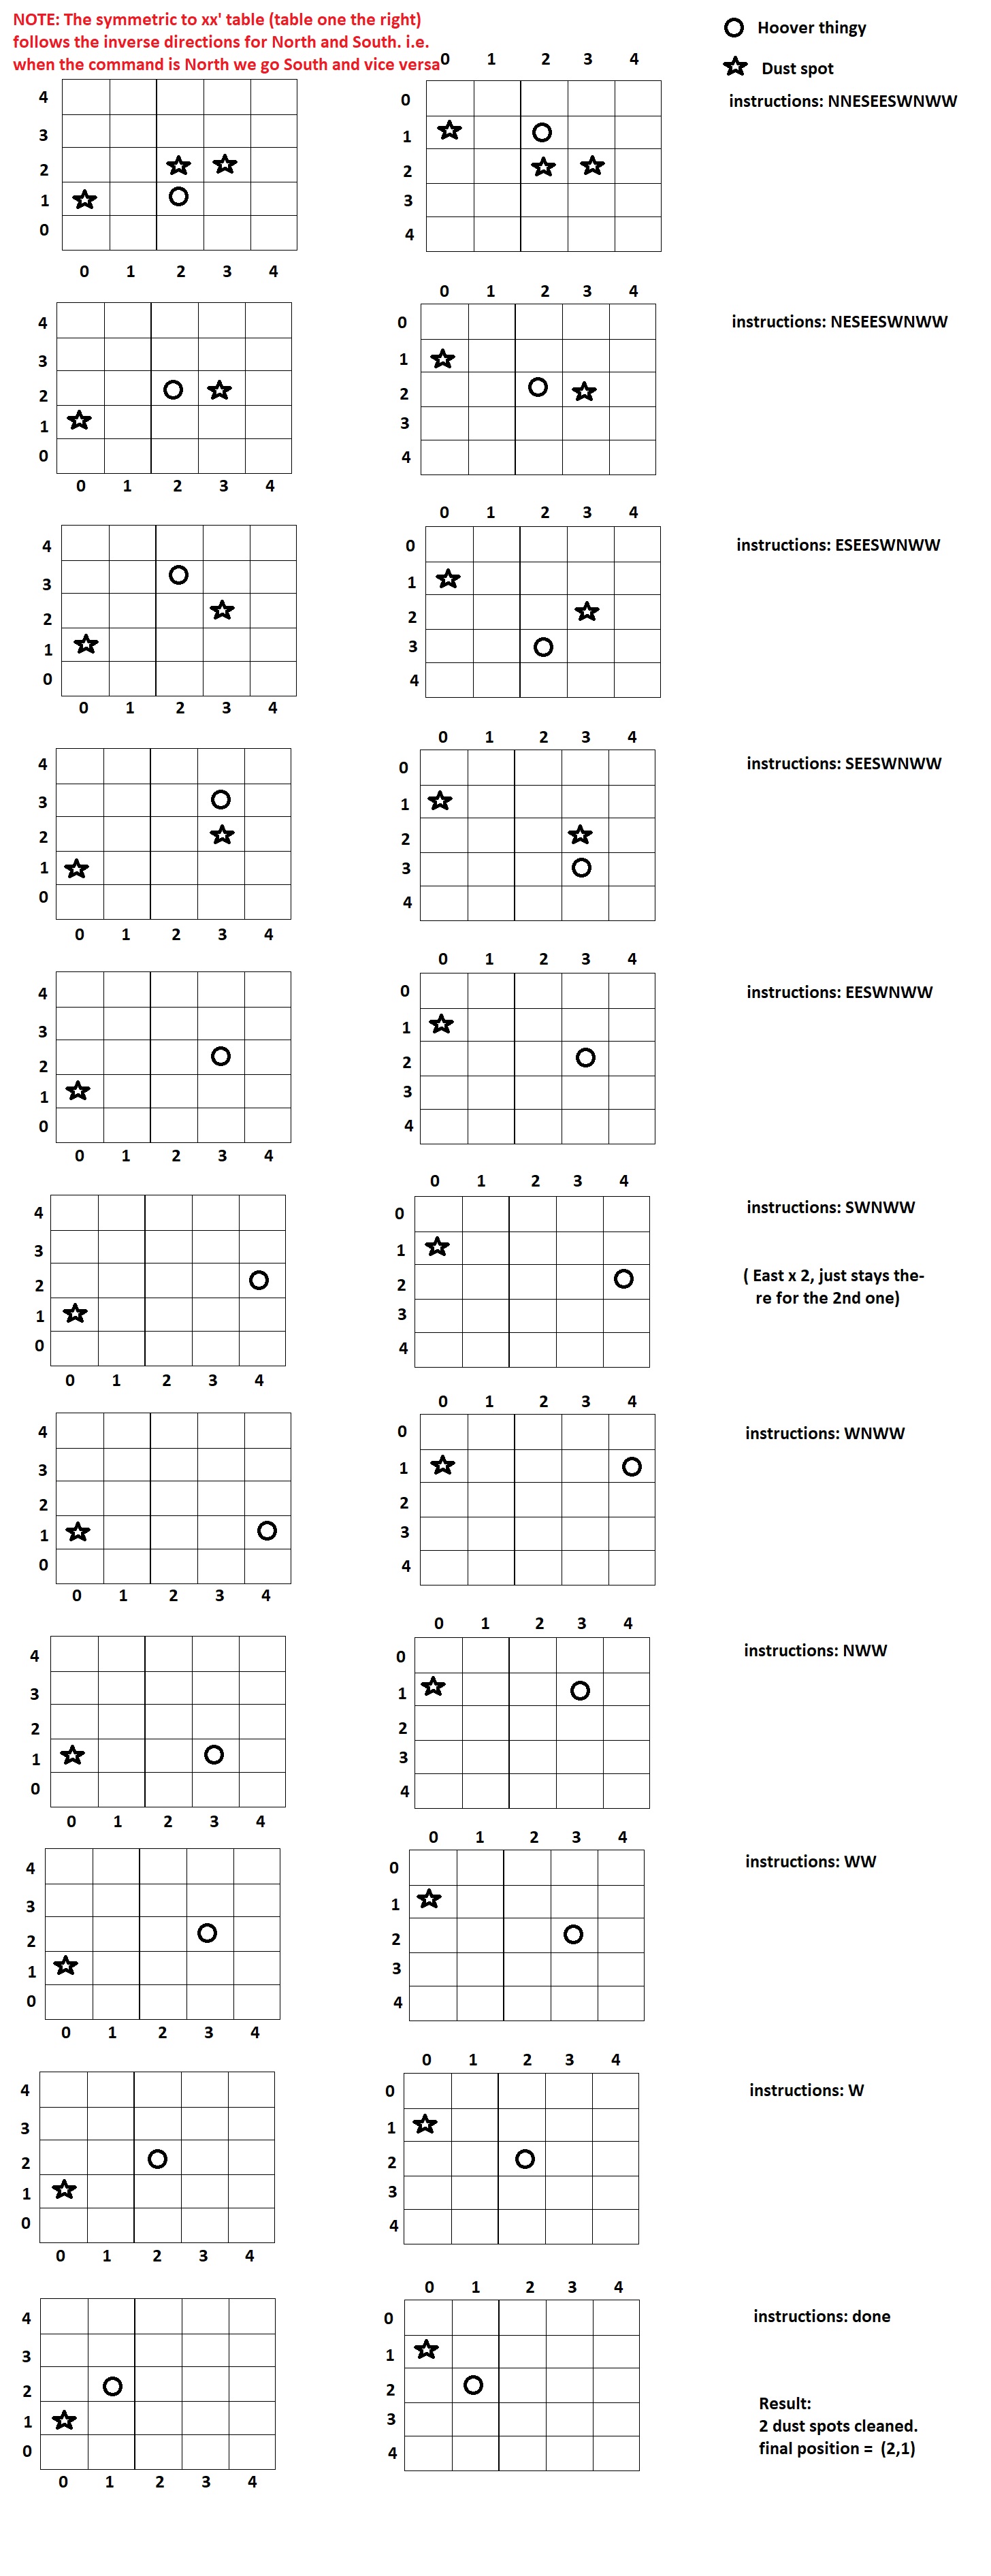 NOTE: The symmetric to xx' table (table one the right)
follows the inverse directions for North and South. i.e.
when the command is North we go South and vice versa
Hoover thingy
Dust spot
0 1 2 3 4
instructions: NNESEESWNWW
4
3
2
1
0
0
1
2
3
4
0 1 2 3 4
0 1 2 3 4
instructions: NESEESWNWW
4
3
2
1
0
0
1
2
3
4
0 1 2 3 4
0 1 2 3 4
instructions: ESEESWNWW
4
3
2
1
0
0
1
2
3
4
0 1 2 3 4
0 1 2 3 4
instructions: SEESWNWW
4
3
2
1
0
0
1
2
3
4
0 1 2 3 4
0 1 2 3 4
instructions: EESWNWW
4
3
2
1
0
0
1
2
3
4
0 1 2 3 4
0 1 2 3 4
instructions: SWNWW
( East x 2, just stays the-
re for the 2nd one)
4
3
2
1
0
0
1
2
3
4
0 1 2 3 4
0 1 2 3 4
instructions: WNWW
4
3
2
1
0
0
1
2
3
4
0 1 2 3 4
0 1 2 3 4
instructions: NWW
4
3
2
1
0
0
1
2
3
4
0 1 2 3 4
0 1 2 3 4
instructions: WW
4
3
2
1
0
0
1
2
3
4
0 1 2 3 4
0 1 2 3 4
instructions: W
4
3
2
1
0
0
1
2
3
4
0 1 2 3 4
0 1 2 3 4
instructions: done
4
3
2
1
0
0
1
2
3
4
0 1 2 3 4
Result:
2 dust spots cleaned.
final position = (2,1)